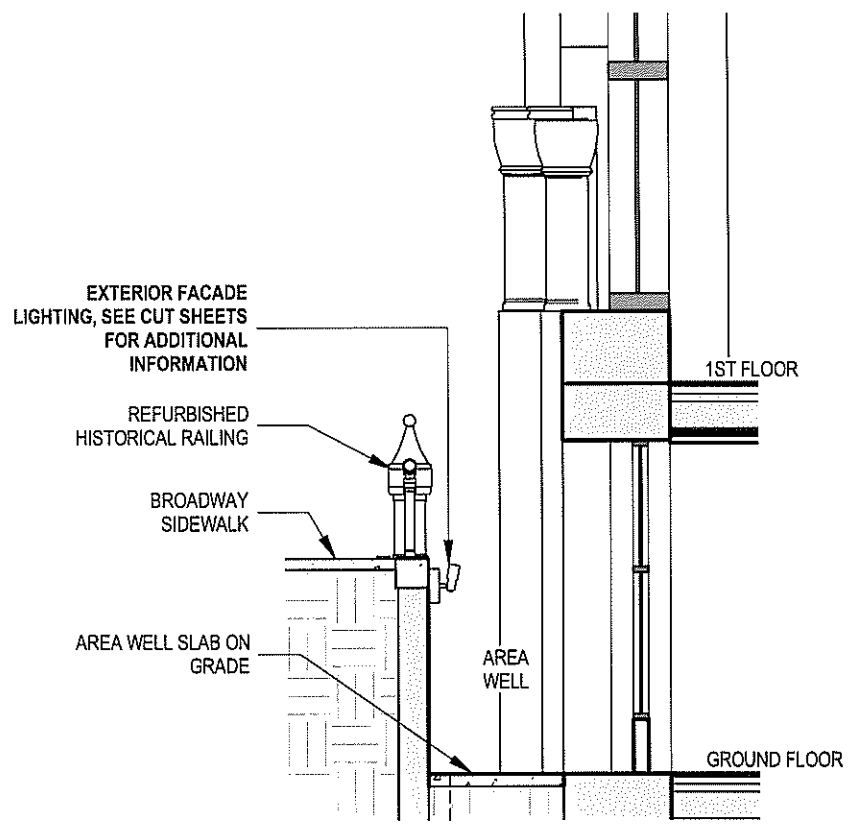 EXTERIOR FACADE
LIGHTING, SEE CUT SHEETS
FOR ADDITIONAL
INFORMATION
1ST FLOOR
REFURBISHED
HISTORICAL RAILING
BROADWAY
SIDEWALK
AREA WELL SLAB ON
GRADE
AREA
WELL
GROUND FLOOR